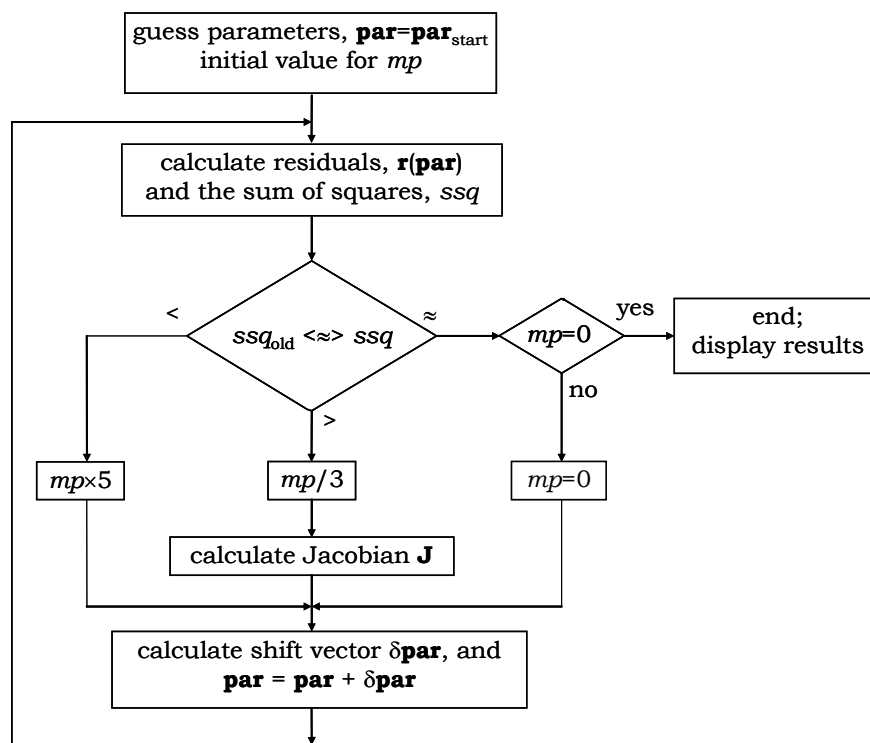 guess parameters, par=parstart
initial value for mp
calculate residuals, r(par)
and the sum of squares, ssq
<
ssqold <≈> ssq
≈
mp=0
yes
end;
display results
no
>
mp×5
mp/3
mp=0
calculate Jacobian J
calculate shift vector δpar, and
par = par + δpar